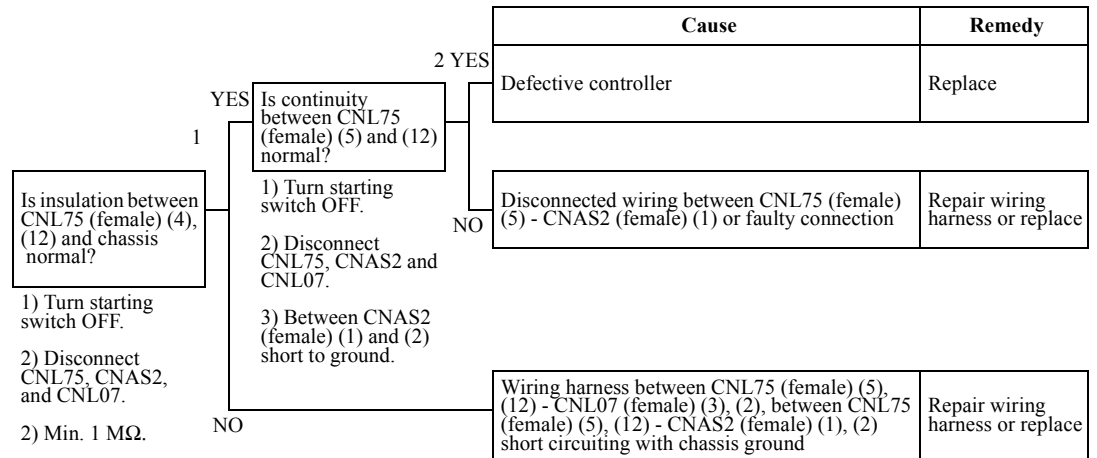 Cause Remedy
2 YES
Defective controller
Replace
YES
Is continuity
between CNL75
(female) (5) and (12)
normal?
1
1) Turn starting
switch OFF.
2) Disconnect
CNL75, CNAS2 and
CNL07.
3) Between CNAS2
(female) (1) and (2)
short to ground.
NO
Disconnected wiring between CNL75 (female)
(5) - CNAS2 (female) (1) or faulty connection
Repair wiring
harness or replace
Is insulation between
CNL75 (female) (4),
(12) and chassis
normal?
1) Turn starting
switch OFF.
2) Disconnect
CNL75, CNAS2,
and CNL07.
2) Min. 1 MΩ.
NO
Wiring harness between CNL75 (female) (5),
(12) - CNL07 (female) (3), (2), between CNL75
(female) (5), (12) - CNAS2 (female) (1), (2)
short circuiting with chassis ground
Repair wiring
harness or replace